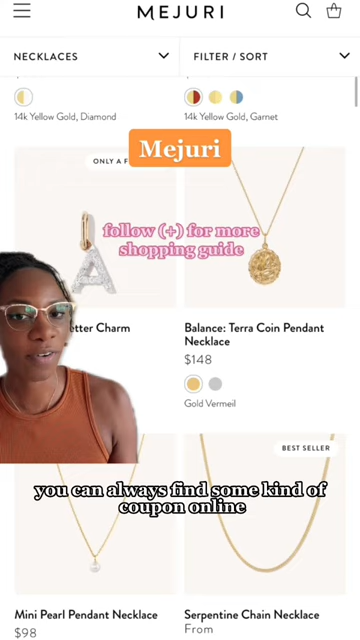 MEJURI
NECKLACES
FILTER / SORT
14k Yellow Gold, Diamond
14k Yellow Gold, Garnet
Mejuri
ONLY A F
follow (+) for more
shopping guide
etter Charm
Balance: Terra Coin Pendant
Necklace
$148
Gold Vermeil
BEST SELLER
you can always find some kind of
coupon online
Mini Pearl Pendant Necklace
$98
Serpentine Chain Necklace
From